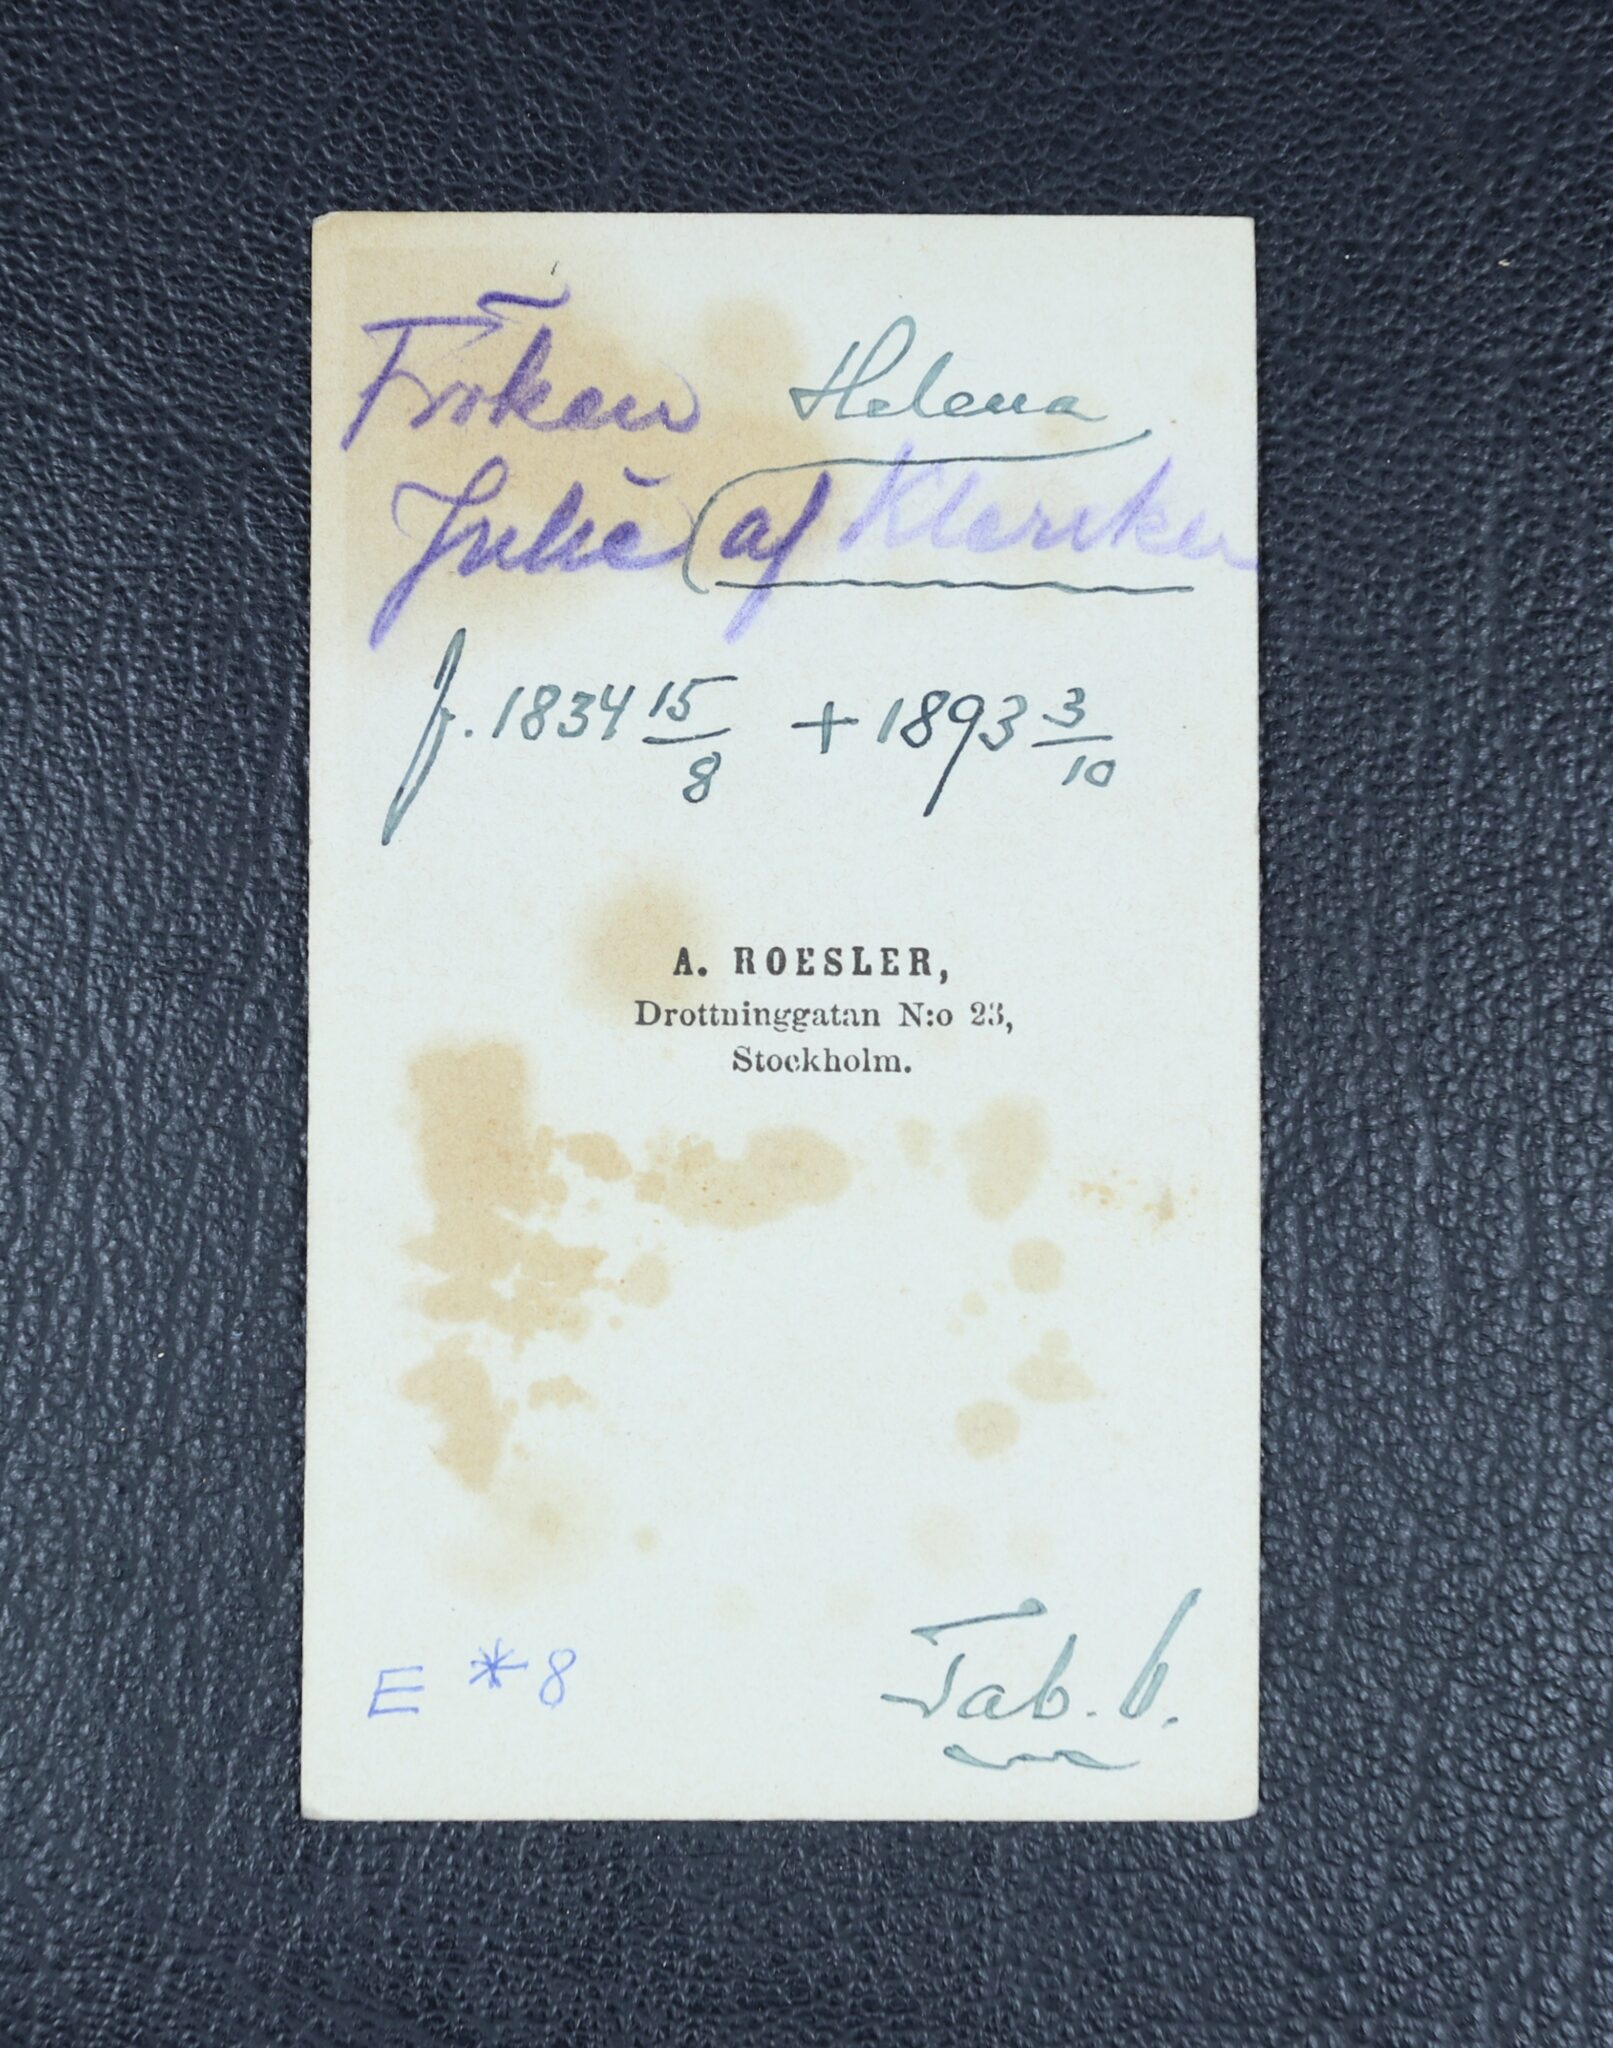 Fröken Helena
Julie af Klercker
f. 1834 15/8 + 1893 3/10
A. ROESLER,
Drottninggatan N:o 23,
Stockholm.
E *8
Tab. 6.